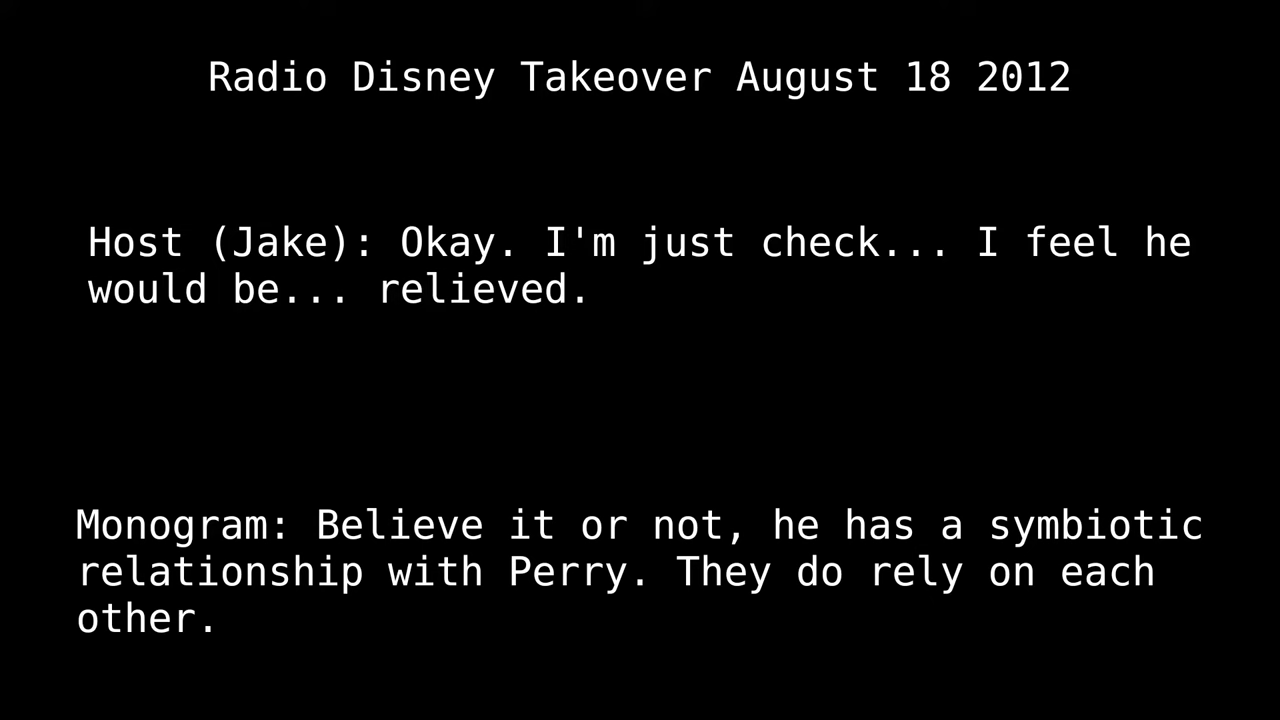 Radio Disney Takeover August 18 2012
Host (Jake): Okay. I'm just check... I feel he
would be... relieved.
Monogram: Believe it or not, he has a symbiotic
relationship with Perry. They do rely on each
other.